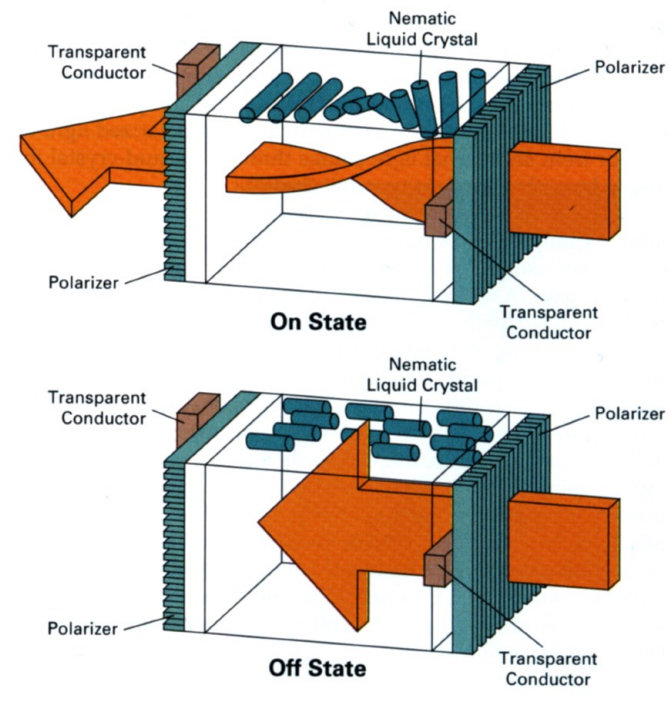 Nematic
Liquid Crystal
Transparent
Conductor
Polarizer
Polarizer
Transparent
Conductor
On State
Nematic
Liquid Crystal
Transparent
Conductor
Polarizer
Polarizer
Transparent
Conductor
Off State